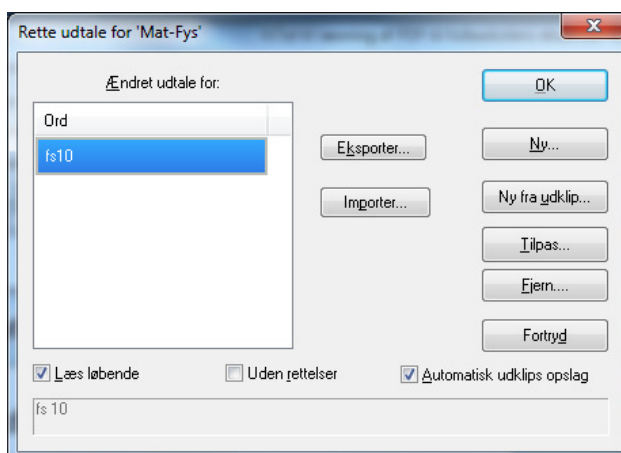 Rette udtale for 'Mat-Fys'
Ændret udtale for:
Ord
fs10
Eksporter...
Importer...
OK
Ny...
Ny fra udklip...
Tilpas...
Fjern....
Fortryd
Læs løbende
Uden rettelser
Automatisk udklips opslag
fs 10